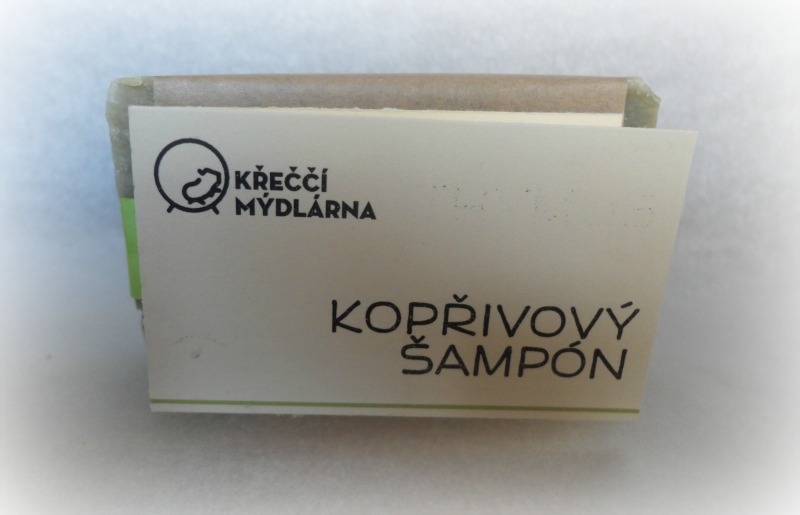 KŘEČČÍ
MÝDLÁRNA
KOPŘIVOVÝ
ŠAMPÓN